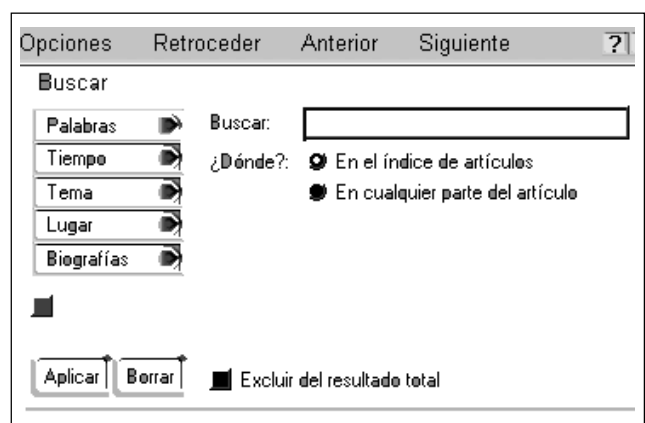 Opciones Retroceder Anterior Siguiente ?
Buscar
Palabras Buscar:
Tiempo ¿Dónde?: En el índice de artículos
Tema En cualquier parte del artículo
Lugar
Biografías
Aplicar Borrar Excluir del resultado total